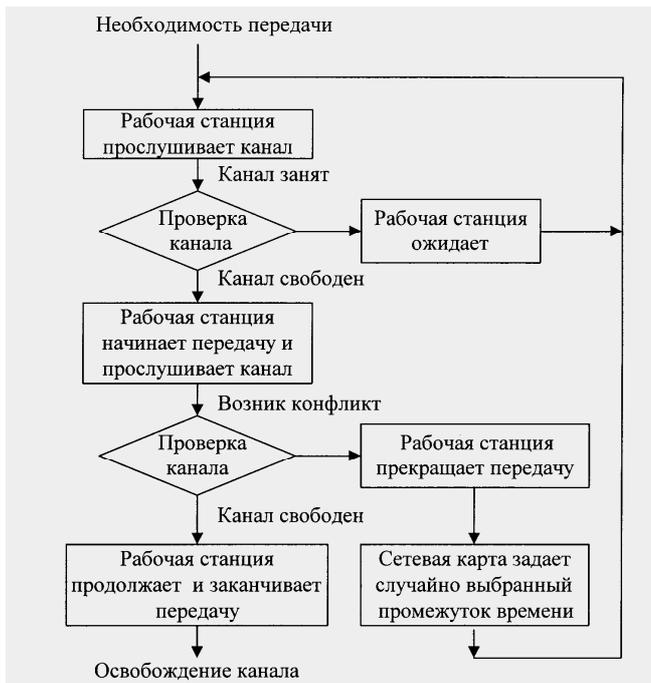 Необходимость передачи
Рабочая станция
прослушивает канал
Канал занят
Проверка
канала
Рабочая станция
ожидает
Канал свободен
Рабочая станция
начинает передачу и
прослушивает канал
Возник конфликт
Проверка
канала
Рабочая станция
прекращает передачу
Канал свободен
Рабочая станция
продолжает и заканчивает
передачу
Сетевая карта задает
случайно выбранный
промежуток времени
Освобождение канала